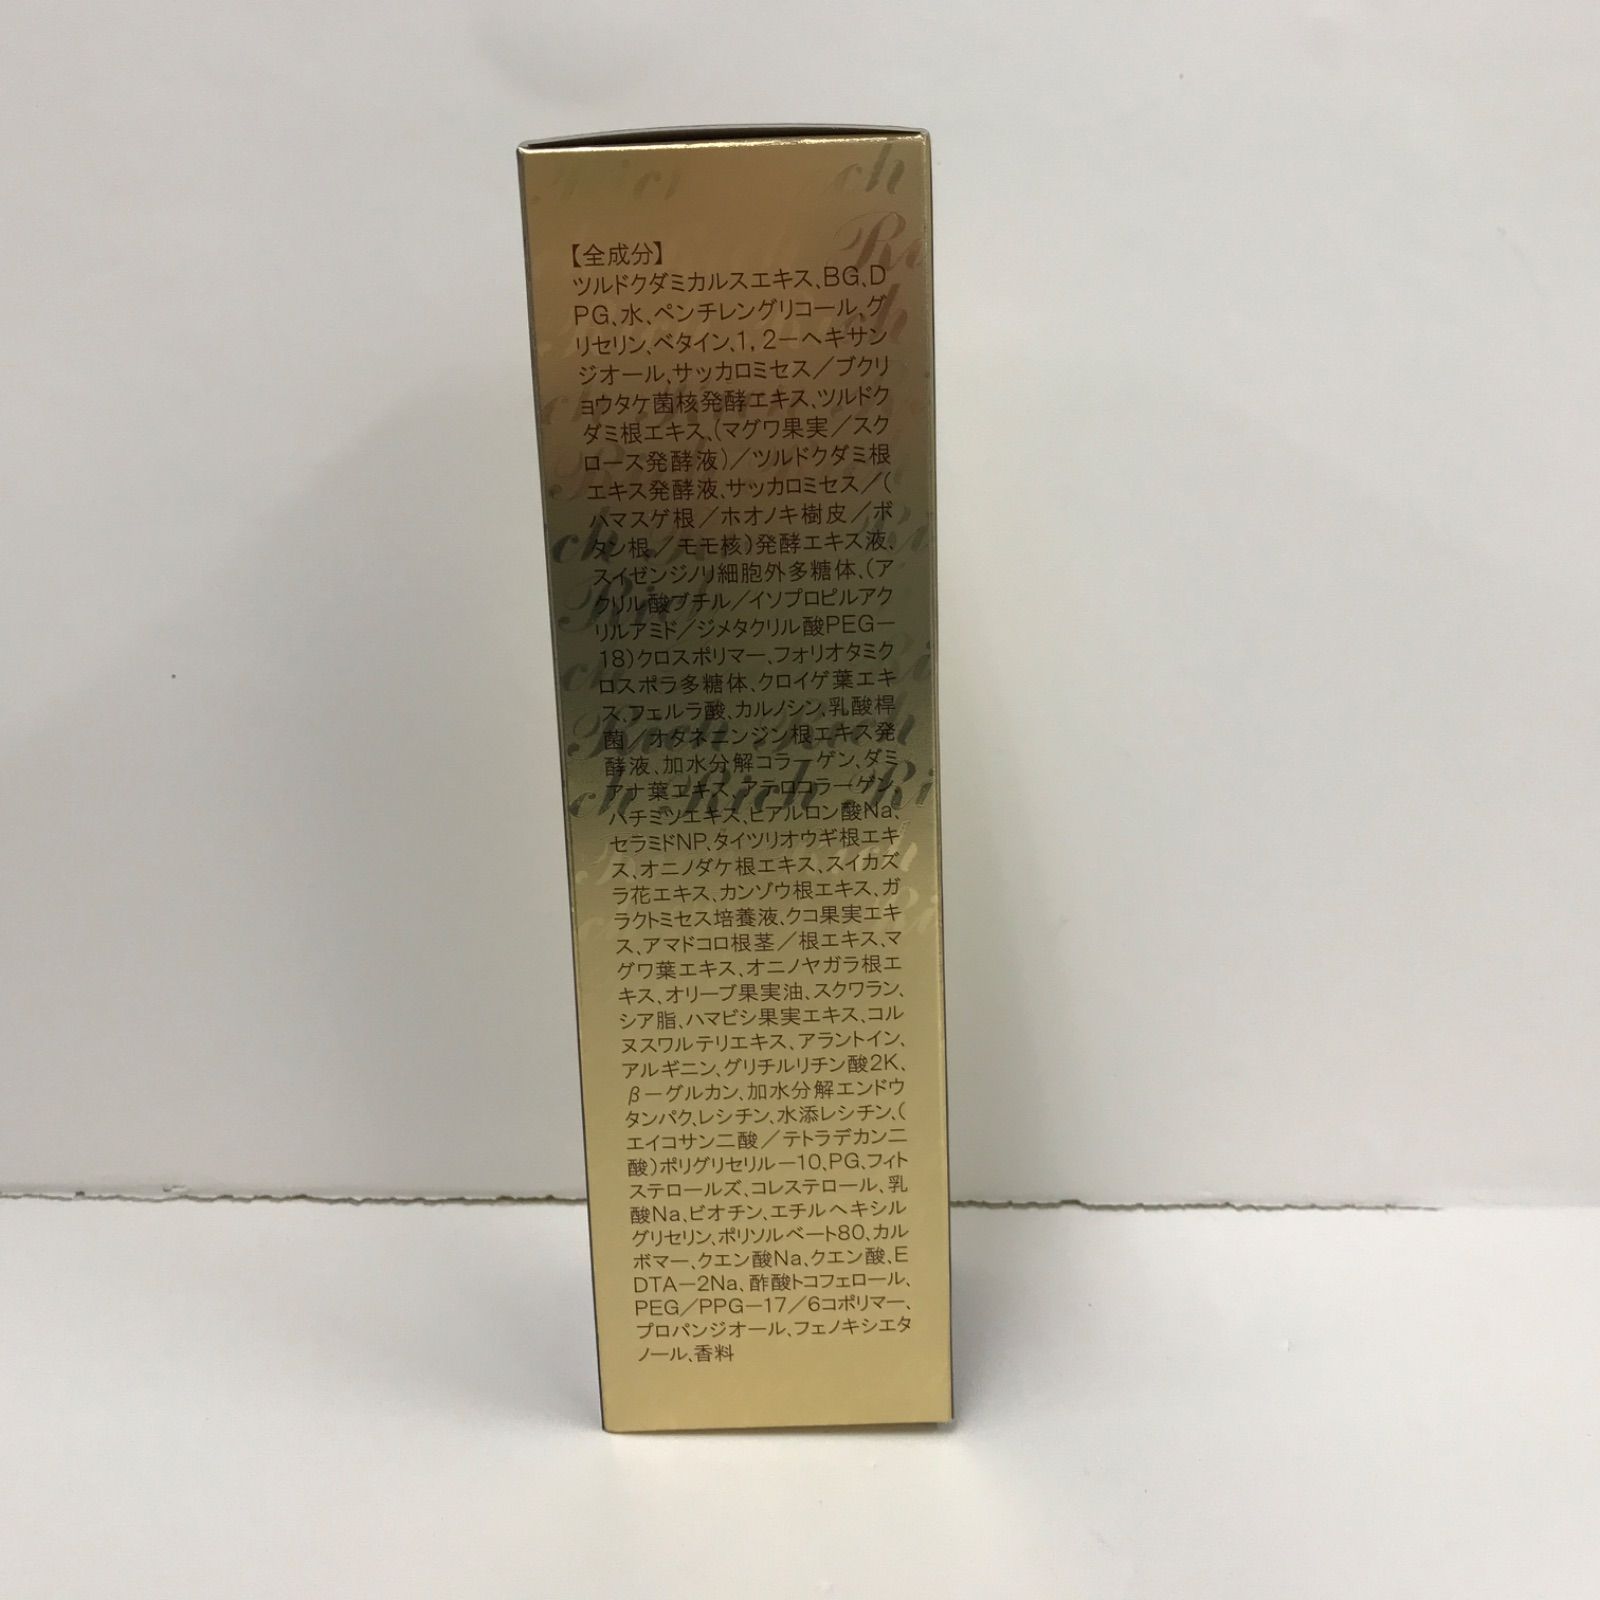 【全成分】
ツルドクダミカルスエキス、BG、D
PG、水、ペンチレングリコール、グ
リセリン、ベタイン、1,2－ヘキサン
ジオール、サッカロミセス／ブクリ
ョウタケ菌核発酵エキス、ツルドク
ダミ根エキス、（マグワ果実／スク
ロース発酵液）／ツルドクダミ根
エキス発酵液、サッカロミセス／（
ハマスゲ根／ホオノキ樹皮／ボ
タン根／モモ核）発酵エキス液、
スイゼンジノリ細胞外多糖体、（ア
クリル酸ブチル／イソプロピルアク
リルアミド／ジメタクリル酸PEG－
18）クロスポリマー、フォリオタミク
ロスポラ多糖体、クロイゲ葉エキ
ス、フェルラ酸、カルノシン、乳酸桿
菌／オタネニンジン根エキス発
酵液、加水分解コラーゲン、ダミ
アナ葉エキス、アテロコラーゲン、
ハチミツエキス、ヒアルロン酸Na、
セラミドNP、タイツリオウギ根エキ
ス、オニノダケ根エキス、スイカズ
ラ花エキス、カンゾウ根エキス、ガ
ラクトミセス培養液、クコ果実エキ
ス、アマドコロ根茎／根エキス、マ
グワ葉エキス、オニノヤガラ根エ
キス、オリーブ果実油、スクワラン、
シア脂、ハマビシ果実エキス、コル
ヌスワルテリエキス、アラントイン、
アルギニン、グリチルリチン酸2K、
β－グルカン、加水分解エンドウ
タンパク、レシチン、水添レシチン、（
エイコサン二酸／テトラデカン二
酸）ポリグリセリル－10、PG、フィト
ステロールズ、コレステロール、乳
酸Na、ビオチン、エチルヘキシル
グリセリン、ポリソルベート80、カル
ボマー、クエン酸Na、クエン酸、E
DTA－2Na、酢酸トコフェロール、
PEG／PPG－17／6コポリマー、
プロパンジオール、フェノキシエタ
ノール、香料